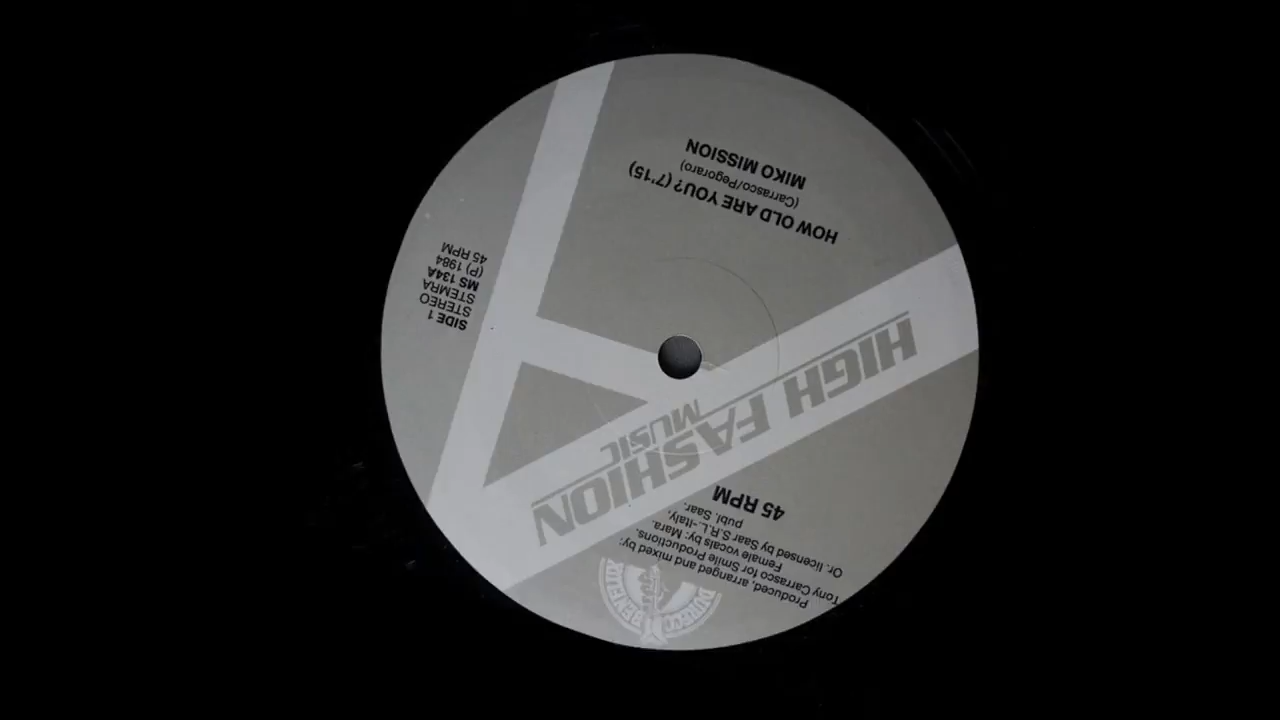 HOW OLD ARE YOU? (7'15)
(Carrasco/Pegoraro)
MIKO MISSION
SIDE 1
STEREO
STEMRA
MS 134A
(P) 1984
45 RPM
HIGH FASHION
MUSIC
45 RPM
Produced, arranged and mixed by:
Tony Carrasco for Smile Productions.
Female vocals by: Mara.
Or. licensed by Saar S.R.L.-Italy,
publ. Saar.
DURECO
BENELUX